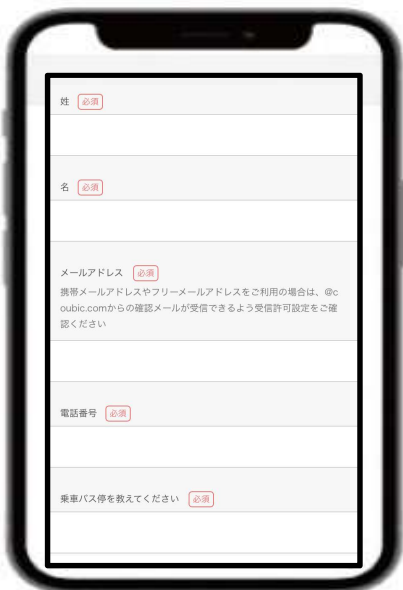 姓 必須
名 必須
メールアドレス 必須
携帯メールアドレスやフリーメールアドレスをご利用の場合は、@c
oubic.comからの確認メールが受信できるよう受信許可設定をご確
認ください
電話番号 必須
乗車バス停を教えてください 必須